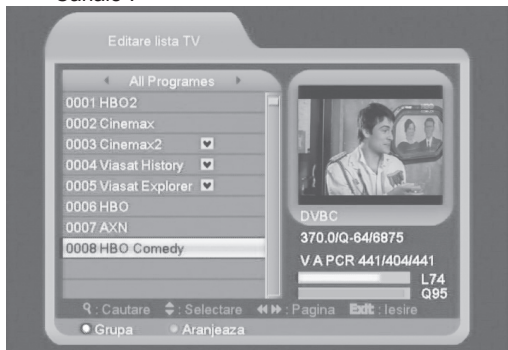 Editare lista TV
All Programes
0001 HBO2
0002 Cinemax
0003 Cinemax2
0004 Viasat History
0005 Viasat Explorer
0006 HBO
0007 AXN
0008 HBO Comedy
DVBC
370.0/Q-64/6875
V A PCR 441/404/441
L74
Q95
: Cautare : Selectare : Pagina Exit: Iesire
Grupa Aranjeaza